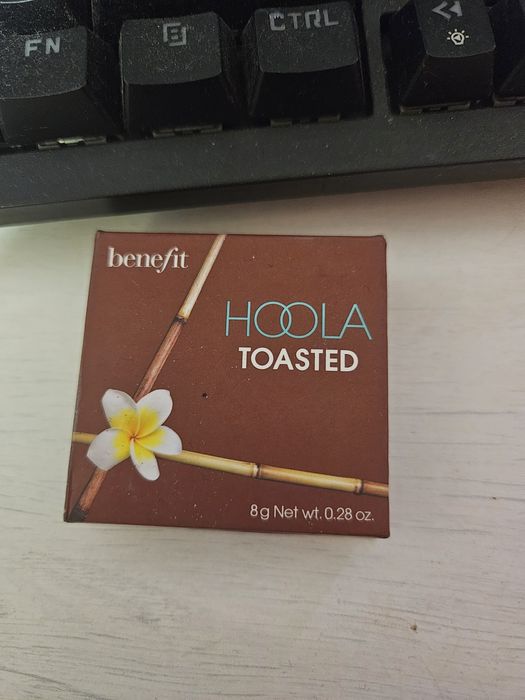 FN
CTRL
benefit
HOOLA
TOASTED
8g Net wt. 0.28 oz.